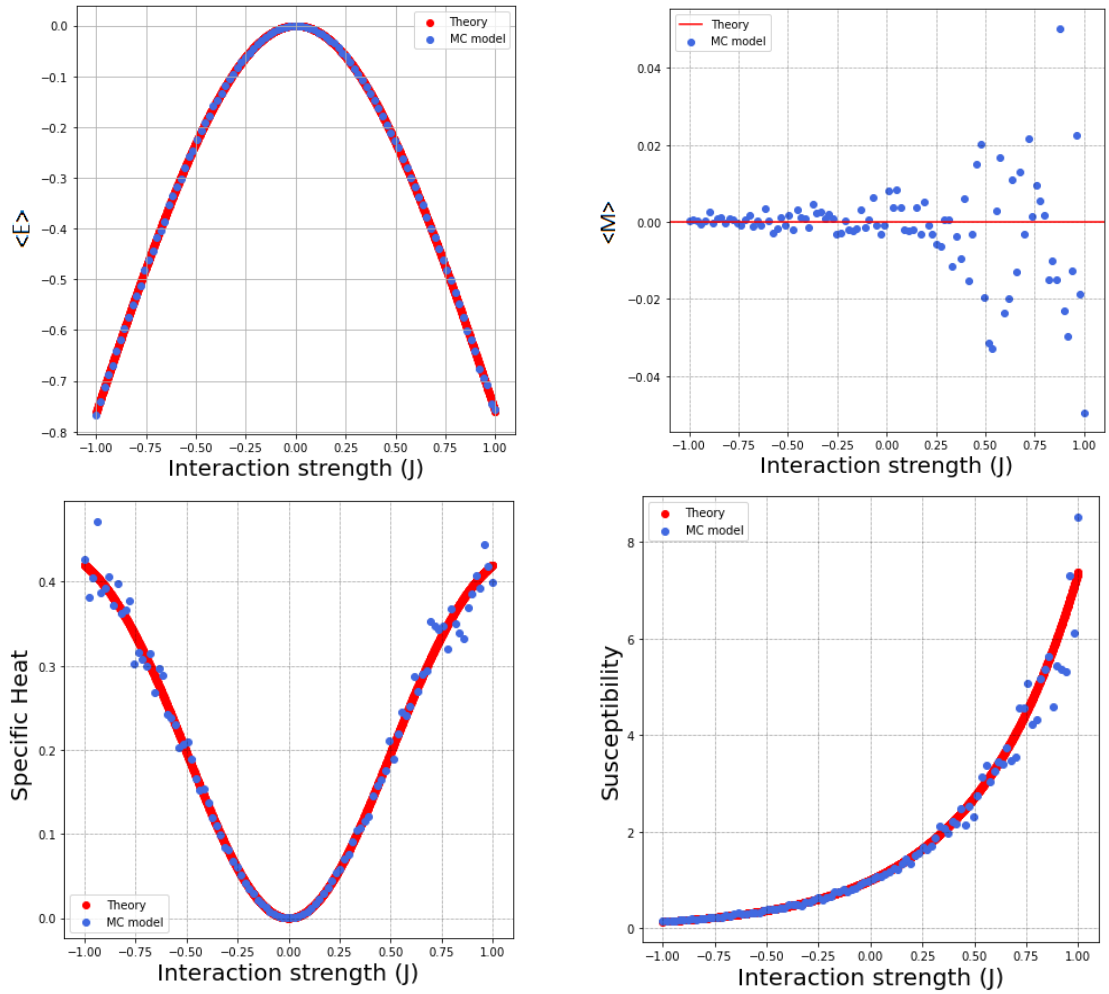 0.0
−0.1
−0.2
−0.3
−0.4
−0.5
−0.6
−0.7
−0.8
<E>
Theory
MC model
−1.00 −0.75 −0.50 −0.25 0.00 0.25 0.50 0.75 1.00
Interaction strength (J)
Theory
MC model
0.04
0.02
0.00
−0.02
−0.04
<M>
−1.00 −0.75 −0.50 −0.25 0.00 0.25 0.50 0.75 1.00
Interaction strength (J)
0.4
0.3
0.2
0.1
0.0
Specific Heat
Theory
MC model
−1.00 −0.75 −0.50 −0.25 0.00 0.25 0.50 0.75 1.00
Interaction strength (J)
Theory
MC model
8
6
4
2
0
Susceptibility
−1.00 −0.75 −0.50 −0.25 0.00 0.25 0.50 0.75 1.00
Interaction strength (J)